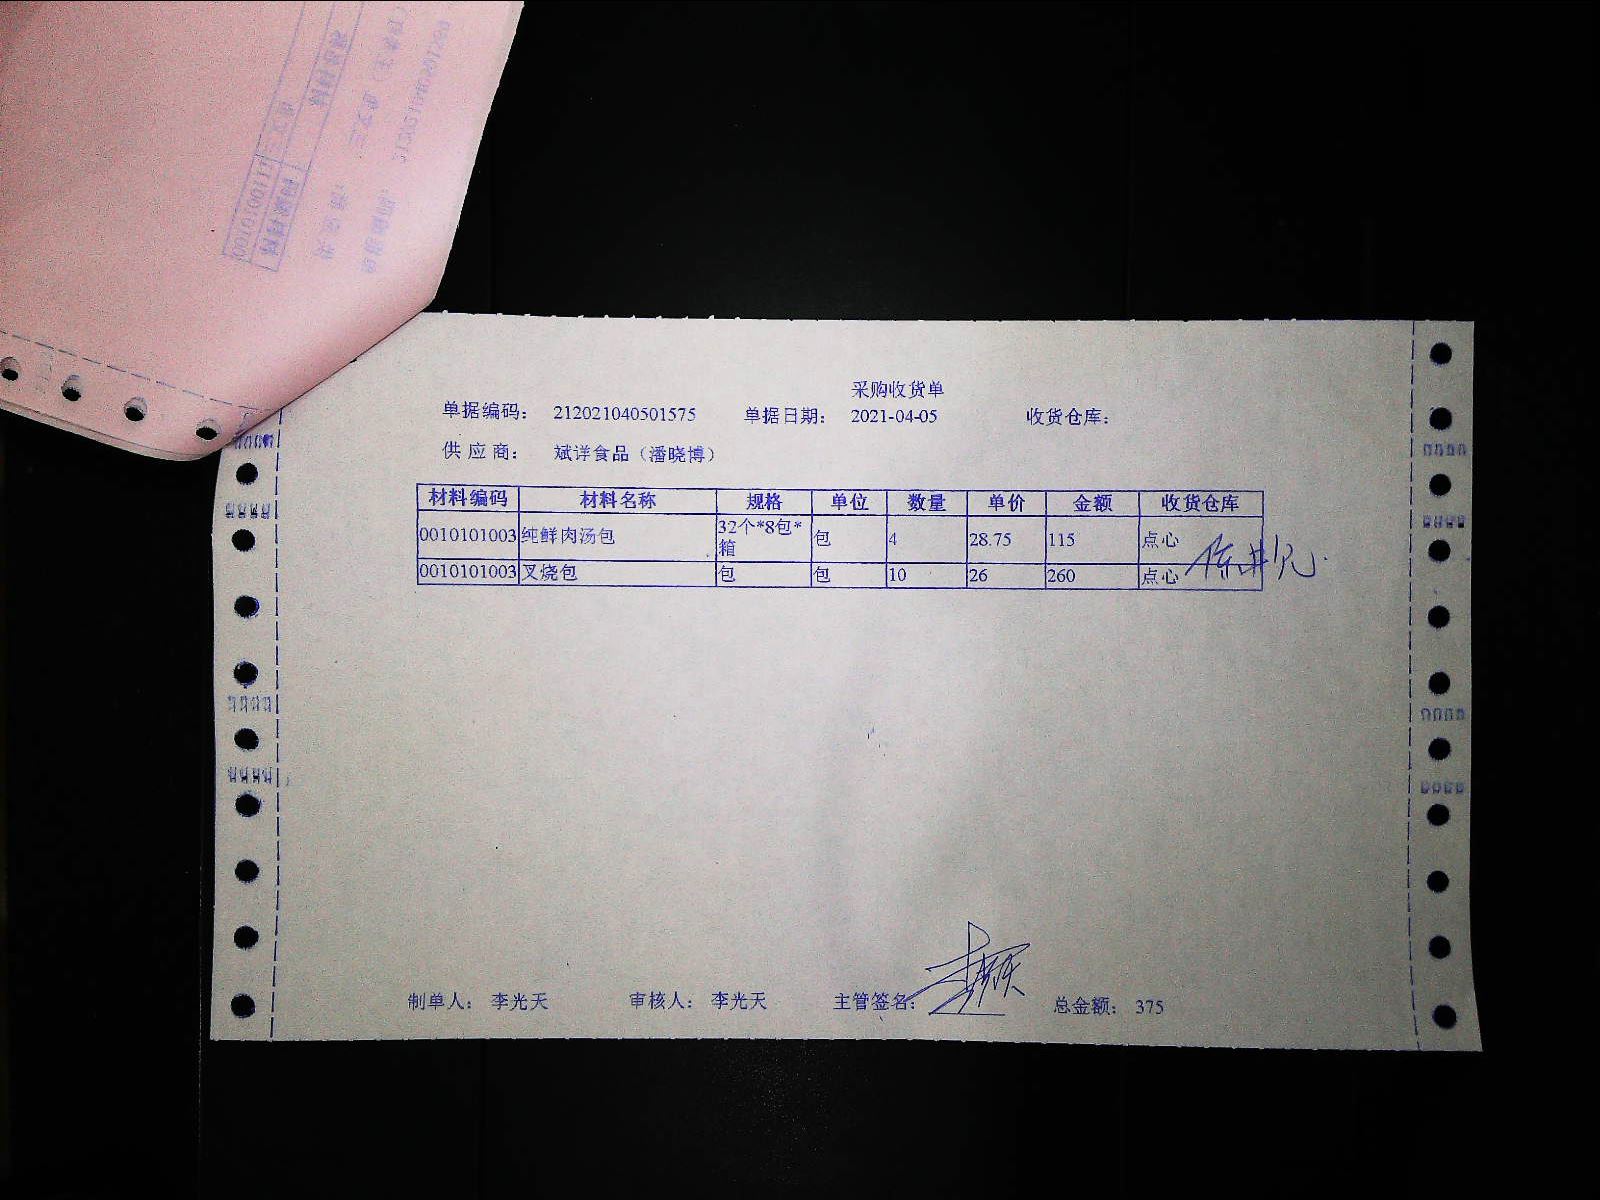 采购收货单
单据编码： 212021040501575 单据日期： 2021-04-05 收货仓库：
供应商： 斌详食品（潘晓博）
材料编码 材料名称 规格 单位 数量 单价 金额 收货仓库
0010101003 纯鲜肉汤包 32个*8包*箱 包 4 28.75 115 点心
0010101003 叉烧包 包 包 10 26 260 点心
制单人： 李光天 审核人： 李光天 主管签名： 总金额： 375